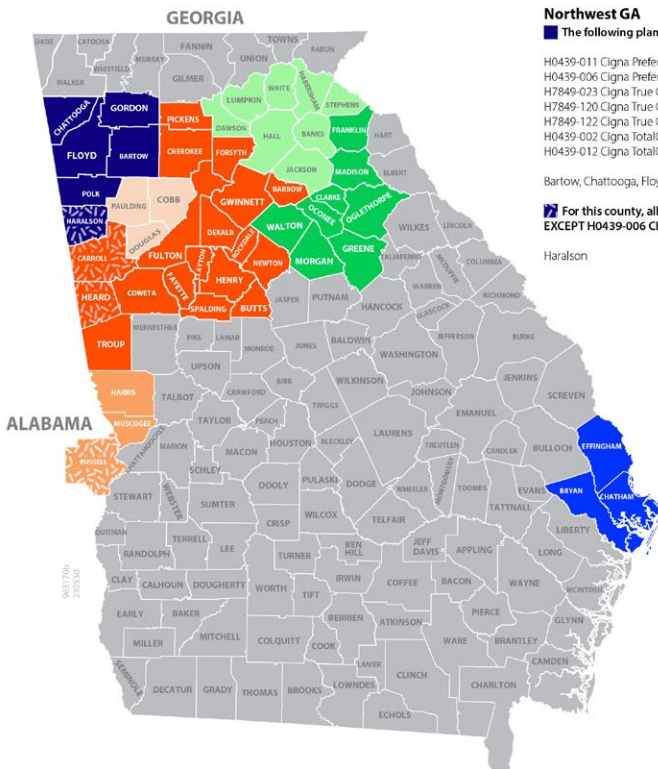 GEORGIA
Northwest GA
The following plan
H0439-011 Cigna Prefer
H0439-006 Cigna Prefer
H7849-023 Cigna True C
H7849-120 Cigna True C
H7849-122 Cigna True C
H0439-002 Cigna TotalC
H0439-012 Cigna TotalC
Bartow, Chattooga, Floy
For this county, all
EXCEPT H0439-006 Ci
Haralson
DADE
CATOOSA
WHITFIELD
MURRAY
FANNIN
UNION
TOWNS
RABUN
WALKER
GILMER
WHITE
HABERSHAM
LUMPKIN
STEPHENS
CHATTOOGA
GORDON
PICKENS
DAWSON
HALL
BANKS
FRANKLIN
HART
FLOYD
BARTOW
CHEROKEE
FORSYTH
JACKSON
MADISON
ELBERT
POLK
PAULDING
COBB
GWINNETT
BARROW
CLARKE
OGLETHORPE
OCONEE
WILKES
LINCOLN
HARALSON
DOUGLAS
DEKALB
WALTON
CARROLL
FULTON
CLAYTON
ROCKDALE
NEWTON
MORGAN
GREENE
TALIAFERRO
MCDUFFIE
COLUMBIA
HEARD
COWETA
FAYETTE
HENRY
WARREN
RICHMOND
SPALDING
BUTTS
JASPER
PUTNAM
HANCOCK
GLASCOCK
TROUP
MERIWETHER
PIKE
LAMAR
MONROE
JONES
BALDWIN
WASHINGTON
JEFFERSON
BURKE
UPSON
BIBB
WILKINSON
JENKINS
SCREVEN
HARRIS
TALBOT
CRAWFORD
TWIGGS
JOHNSON
ALABAMA
MUSCOGEE
TAYLOR
PEACH
EMANUEL
CHATTAHOOCHEE
MARION
MACON
HOUSTON
BLECKLEY
LAURENS
TREUTLEN
CANDLER
BULLOCH
EFFINGHAM
RUSSELL
SCHLEY
STEWART
WEBSTER
SUMTER
DOOLY
PULASKI
DODGE
WHEELER
MONTGOMERY
TOOMBS
EVANS
BRYAN
CHATHAM
TATTNALL
QUITMAN
CRISP
WILCOX
TELFAIR
LIBERTY
RANDOLPH
TERRELL
LEE
TURNER
BEN
HILL
JEFF
DAVIS
APPLING
LONG
CLAY
CALHOUN
DOUGHERTY
WORTH
TIFT
IRWIN
COFFEE
BACON
WAYNE
MCINTOSH
EARLY
BAKER
BERRIEN
ATKINSON
PIERCE
GLYNN
MILLER
MITCHELL
COLQUITT
COOK
WARE
BRANTLEY
LANIER
CAMDEN
SEMINOLE
DECATUR
GRADY
THOMAS
BROOKS
LOWNDES
CLINCH
CHARLTON
ECHOLS
963170b
230530